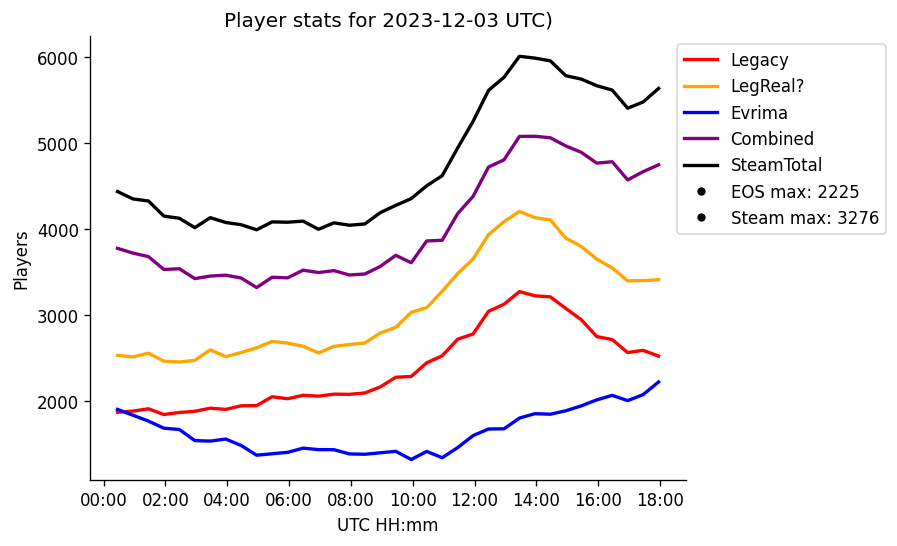 Player stats for 2023-12-03 UTC)
Players
6000
5000
4000
3000
2000
00:00 02:00 04:00 06:00 08:00 10:00 12:00 14:00 16:00 18:00
UTC HH:mm
Legacy
LegReal?
Evrima
Combined
SteamTotal
EOS max: 2225
Steam max: 3276